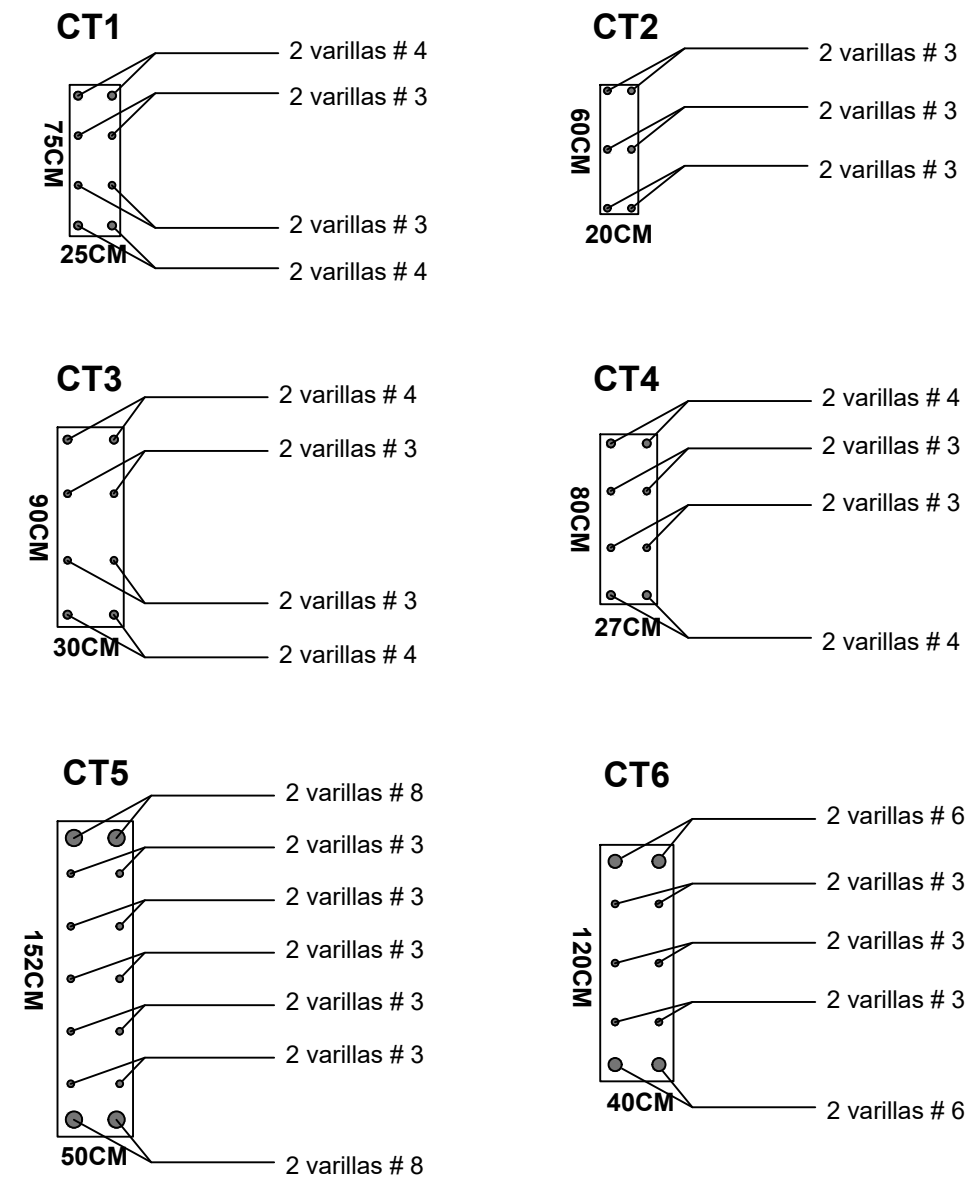 CT1
2 varillas # 4
2 varillas # 3
75CM
2 varillas # 3
25CM
2 varillas # 4
CT2
2 varillas # 3
2 varillas # 3
60CM
2 varillas # 3
20CM
CT3
2 varillas # 4
2 varillas # 3
90CM
2 varillas # 3
30CM
2 varillas # 4
CT4
2 varillas # 4
2 varillas # 3
2 varillas # 3
80CM
27CM
2 varillas # 4
CT5
2 varillas # 8
2 varillas # 3
2 varillas # 3
2 varillas # 3
152CM
2 varillas # 3
2 varillas # 3
50CM
2 varillas # 8
CT6
2 varillas # 6
2 varillas # 3
2 varillas # 3
120CM
2 varillas # 3
40CM
2 varillas # 6